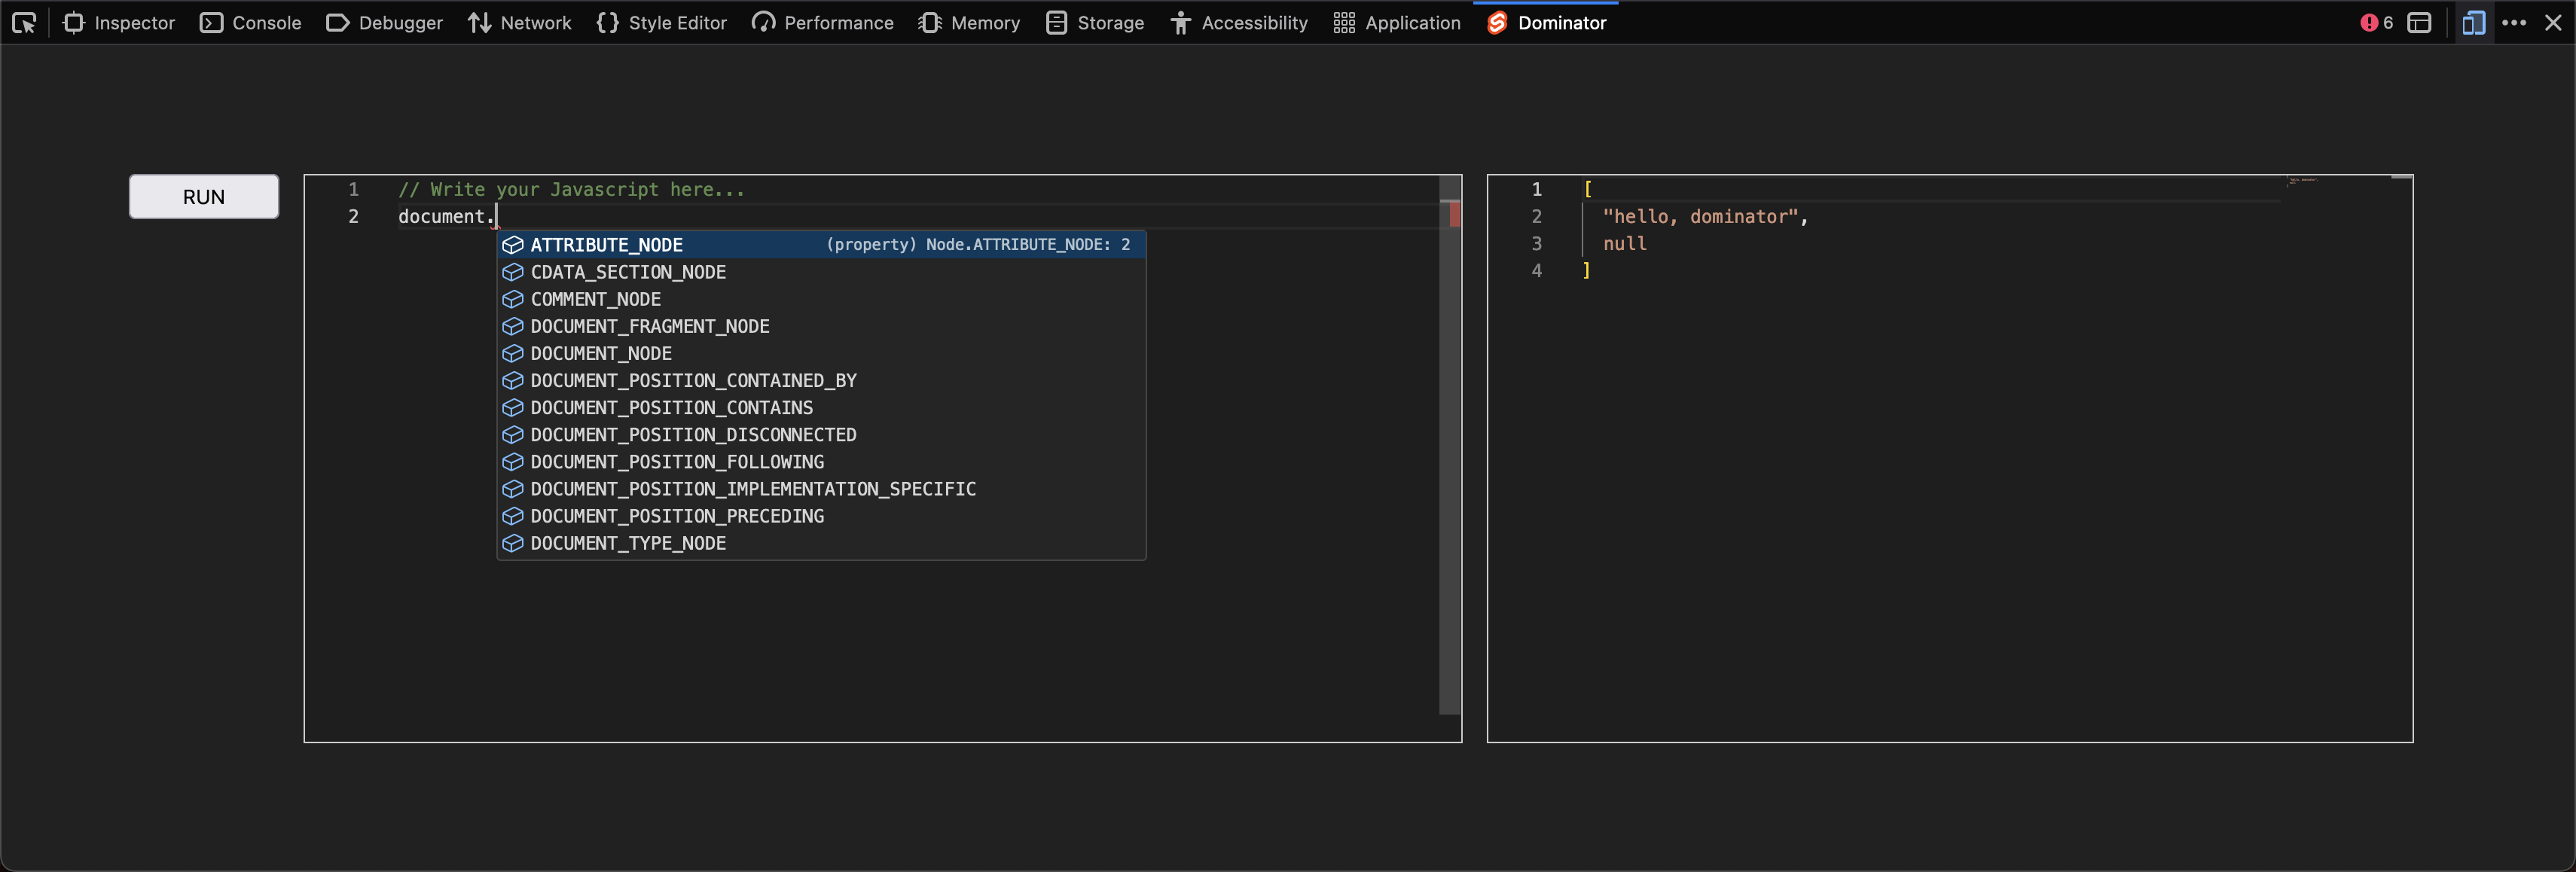 Inspector Console Debugger Network Style Editor Performance Memory Storage Accessibility Application Dominator 6
RUN
1 // Write your Javascript here...
2 document.
ATTRIBUTE_NODE (property) Node.ATTRIBUTE_NODE: 2
CDATA_SECTION_NODE
COMMENT_NODE
DOCUMENT_FRAGMENT_NODE
DOCUMENT_NODE
DOCUMENT_POSITION_CONTAINED_BY
DOCUMENT_POSITION_CONTAINS
DOCUMENT_POSITION_DISCONNECTED
DOCUMENT_POSITION_FOLLOWING
DOCUMENT_POSITION_IMPLEMENTATION_SPECIFIC
DOCUMENT_POSITION_PRECEDING
DOCUMENT_TYPE_NODE
1 [
2 "hello, dominator",
3 null
4 ]